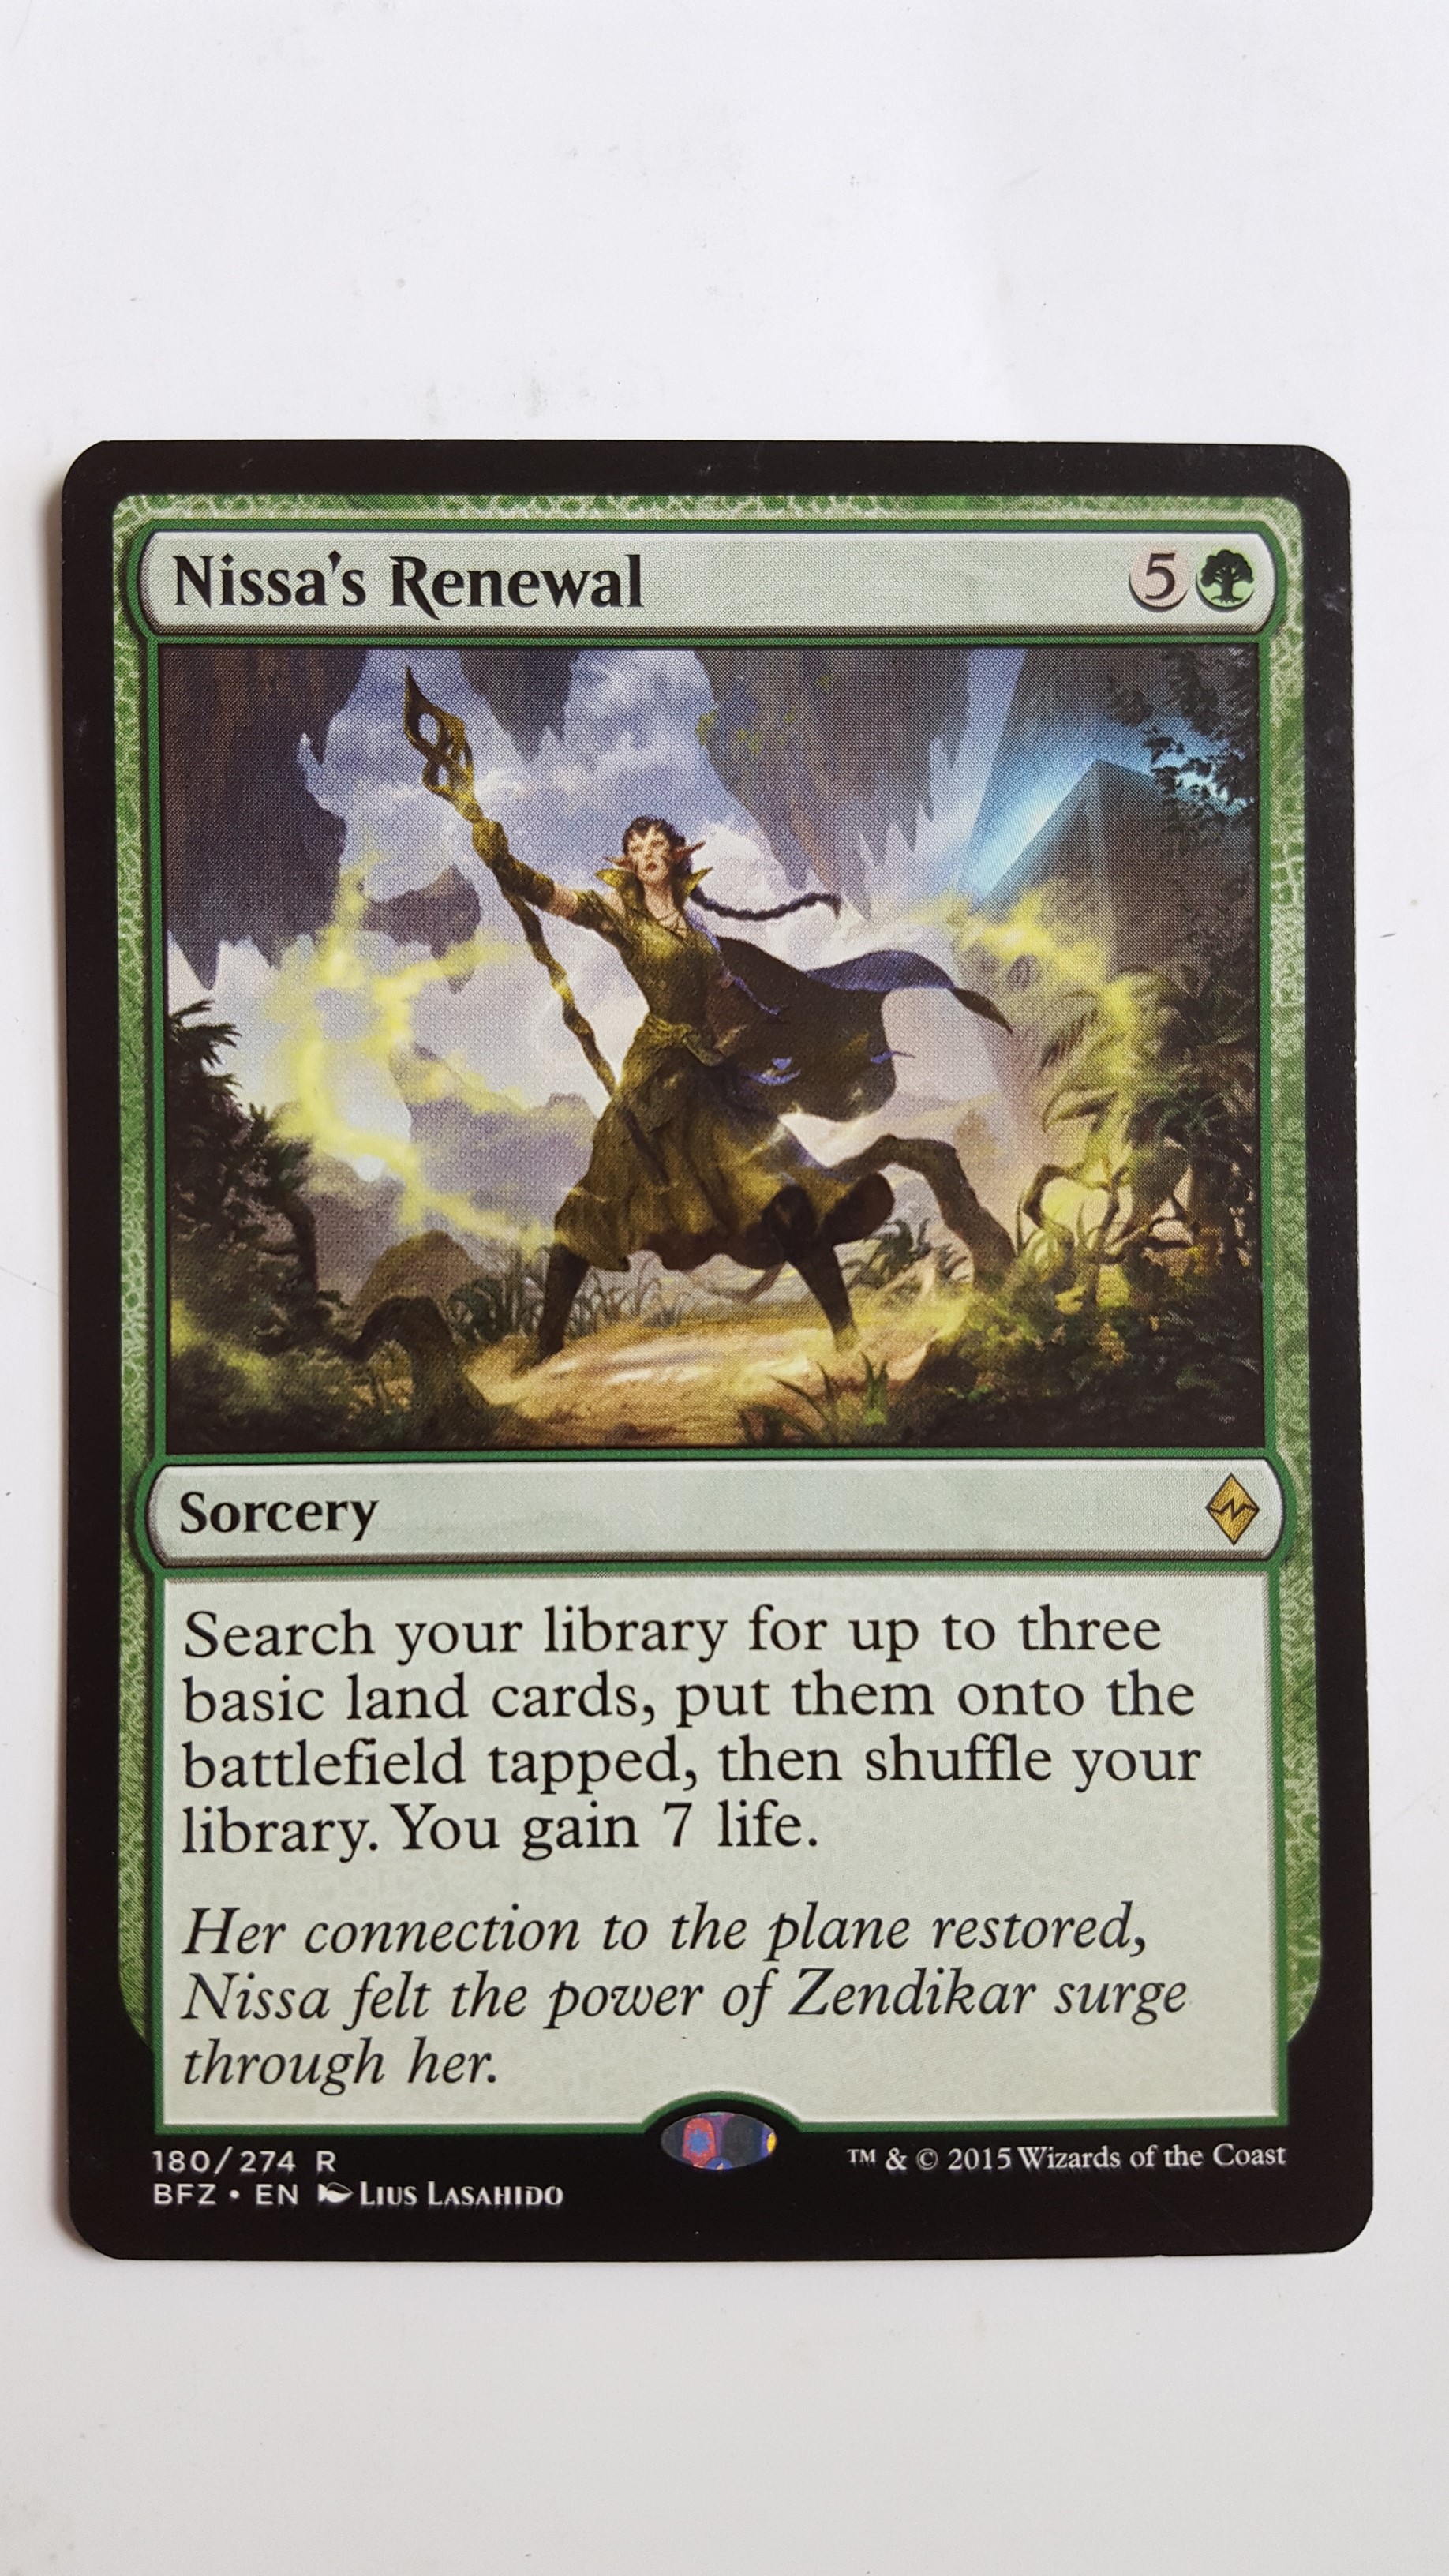 Nissa's Renewal 5
Sorcery
Search your library for up to three
basic land cards, put them onto the
battlefield tapped, then shuffle your
library. You gain 7 life.
Her connection to the plane restored,
Nissa felt the power of Zendikar surge
through her.
180/274 R
BFZ • EN LIUS LASAHIDO
™ & © 2015 Wizards of the Coast